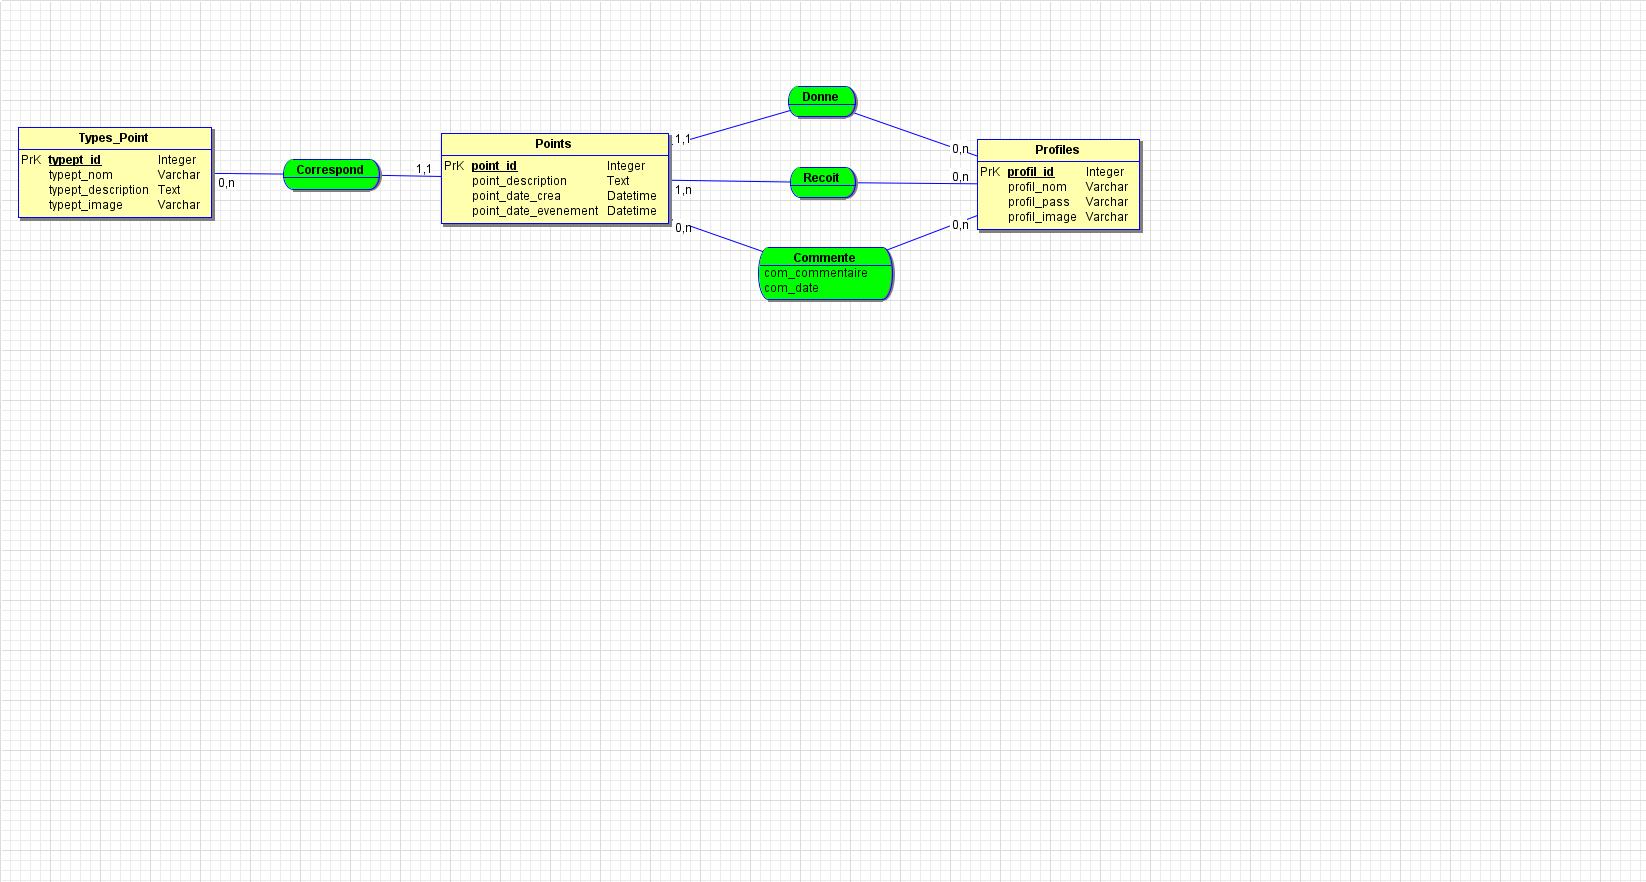 Types_Point
PrK typept_id Integer
typept_nom Varchar
typept_description Text
typept_image Varchar
0,n
Correspond
1,1
Points
PrK point_id Integer
point_description Text
point_date_crea Datetime
point_date_evenement Datetime
1,1
Donne
0,n
1,n
Recoit
0,n
0,n
Commente
com_commentaire
com_date
0,n
Profiles
PrK profil_id Integer
profil_nom Varchar
profil_pass Varchar
profil_image Varchar